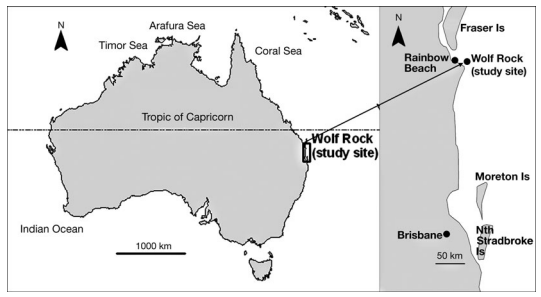 N
Arafura Sea
Timor Sea
Coral Sea
Tropic of Capricorn
Wolf Rock
(study site)
Indian Ocean
1000 km
N
Fraser Is
Rainbow
Beach
Wolf Rock
(study site)
Moreton Is
Brisbane
Nth
Stradbroke
Is
50 km